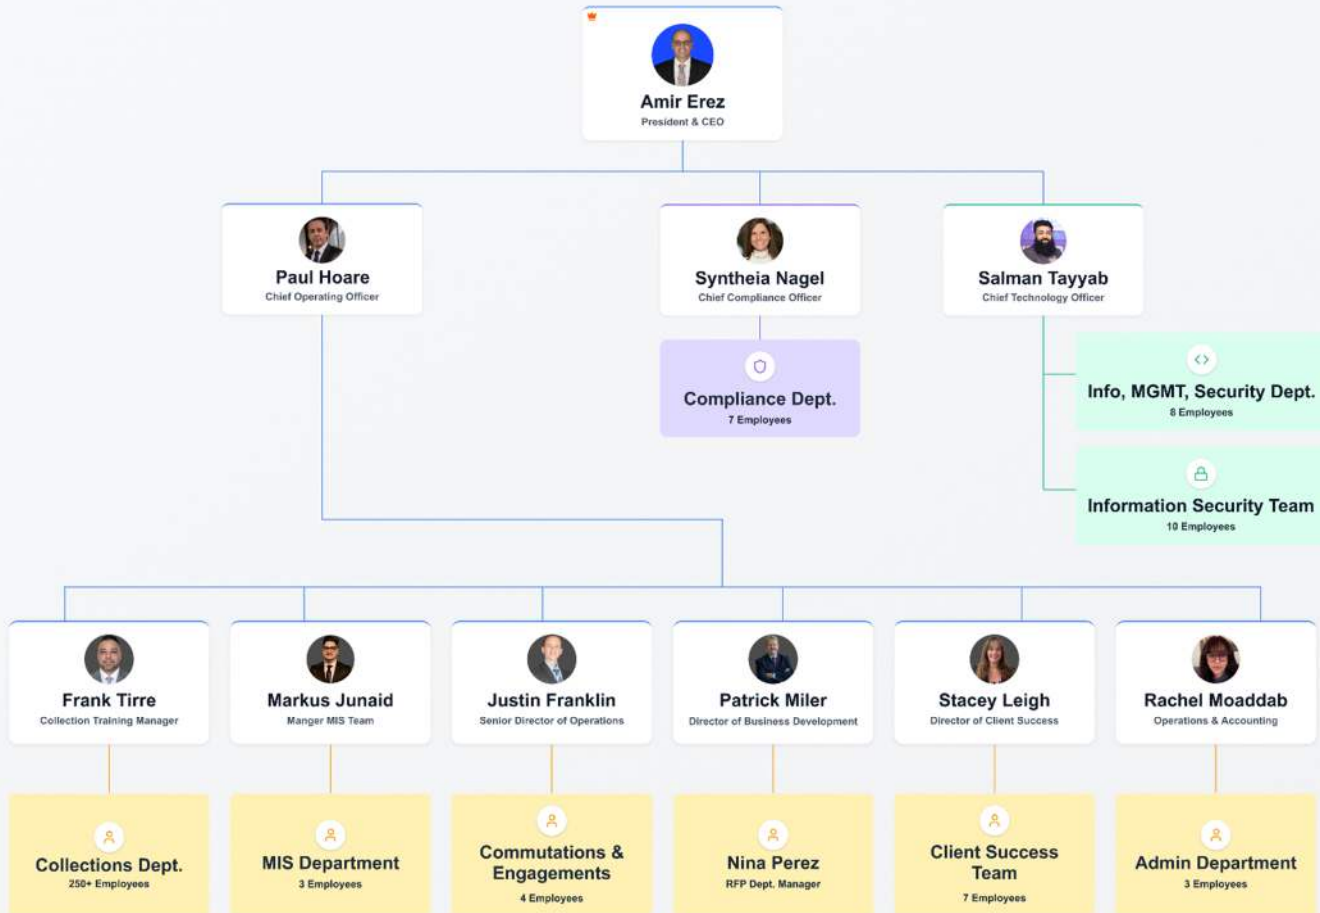 Amir Erez
President & CEO
Paul Hoare
Chief Operating Officer
Syntheia Nagel
Chief Compliance Officer
Salman Tayyab
Chief Technology Officer
Compliance Dept.
7 Employees
Info, MGMT, Security Dept.
8 Employees
Information Security Team
10 Employees
Frank Tirre
Collection Training Manager
Markus Junaid
Manger MIS Team
Justin Franklin
Senior Director of Operations
Patrick Miler
Director of Business Development
Stacey Leigh
Director of Client Success
Rachel Moaddab
Operations & Accounting
Collections Dept.
250+ Employees
MIS Department
3 Employees
Commutations &
Engagements
4 Employees
Nina Perez
RFP Dept. Manager
Client Success
Team
7 Employees
Admin Department
3 Employees